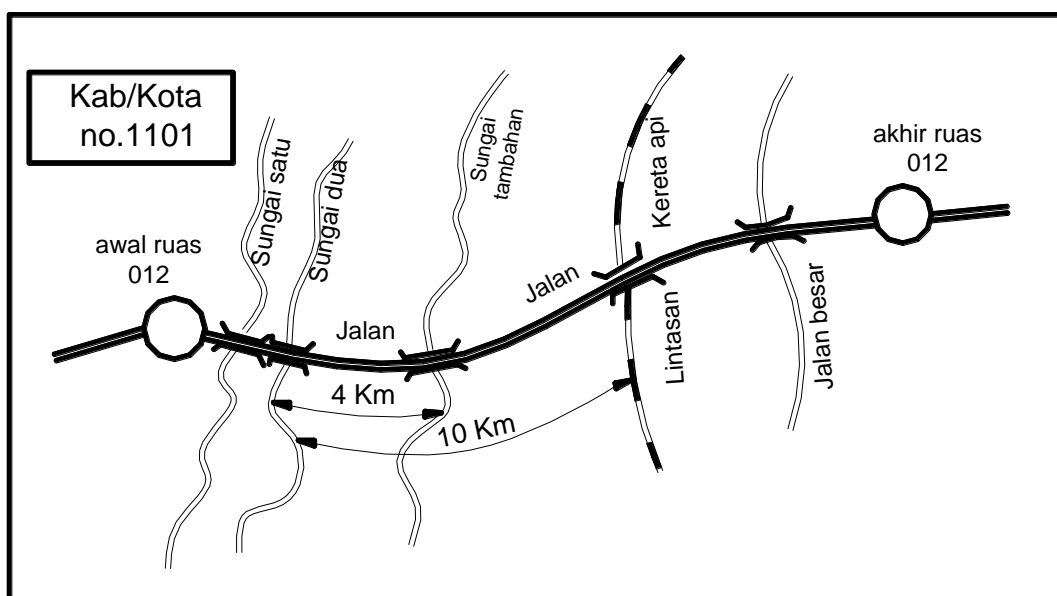 Kab/Kota
no.1101
awal ruas
012
Sungai satu
Sungai dua
Sungai
tambahan
Kereta api
akhir ruas
012
Jalan
Jalan
Lintasan
Jalan besar
4 Km
10 Km